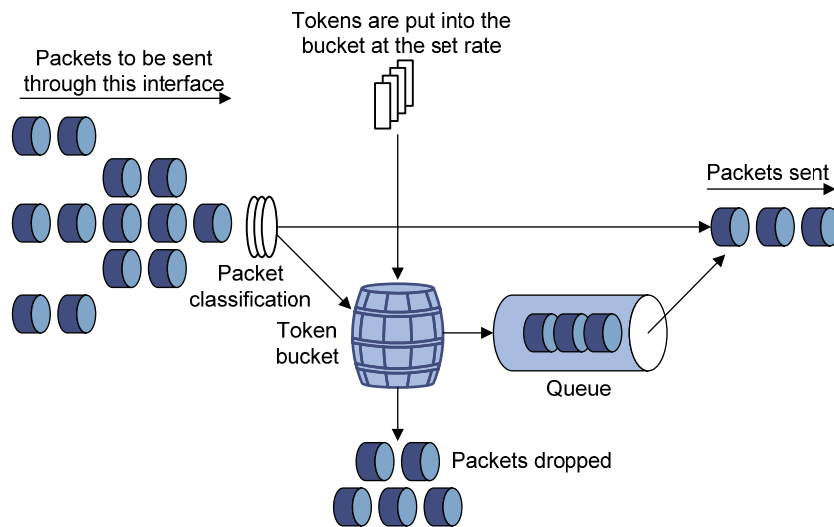 Tokens are put into the
bucket at the set rate
Packets to be sent
through this interface
Packets sent
Packet
classification
Token
bucket
Queue
Packets dropped